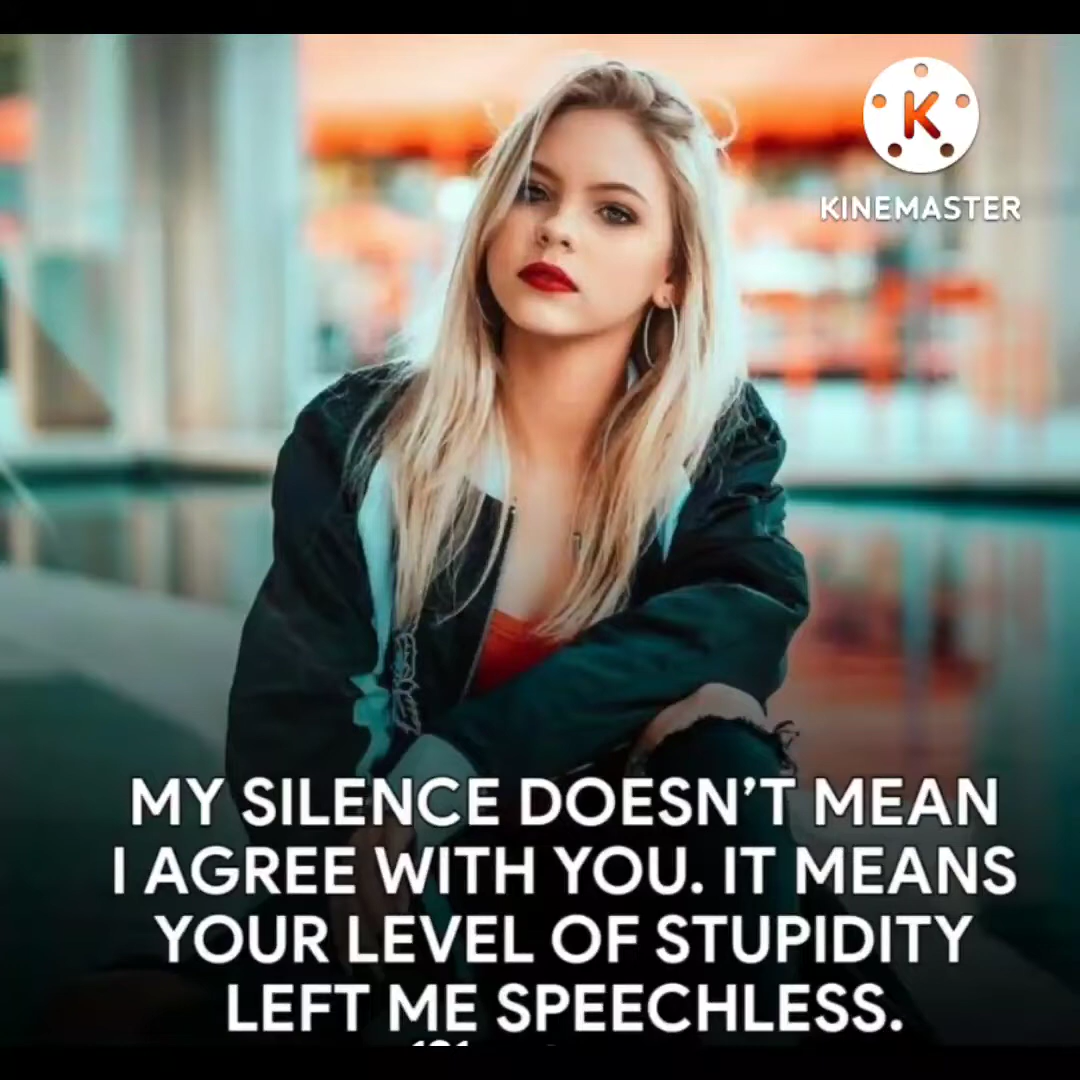 K
KINEMASTER
MY SILENCE DOESN'T MEAN
I AGREE WITH YOU. IT MEANS
YOUR LEVEL OF STUPIDITY
LEFT ME SPEECHLESS.